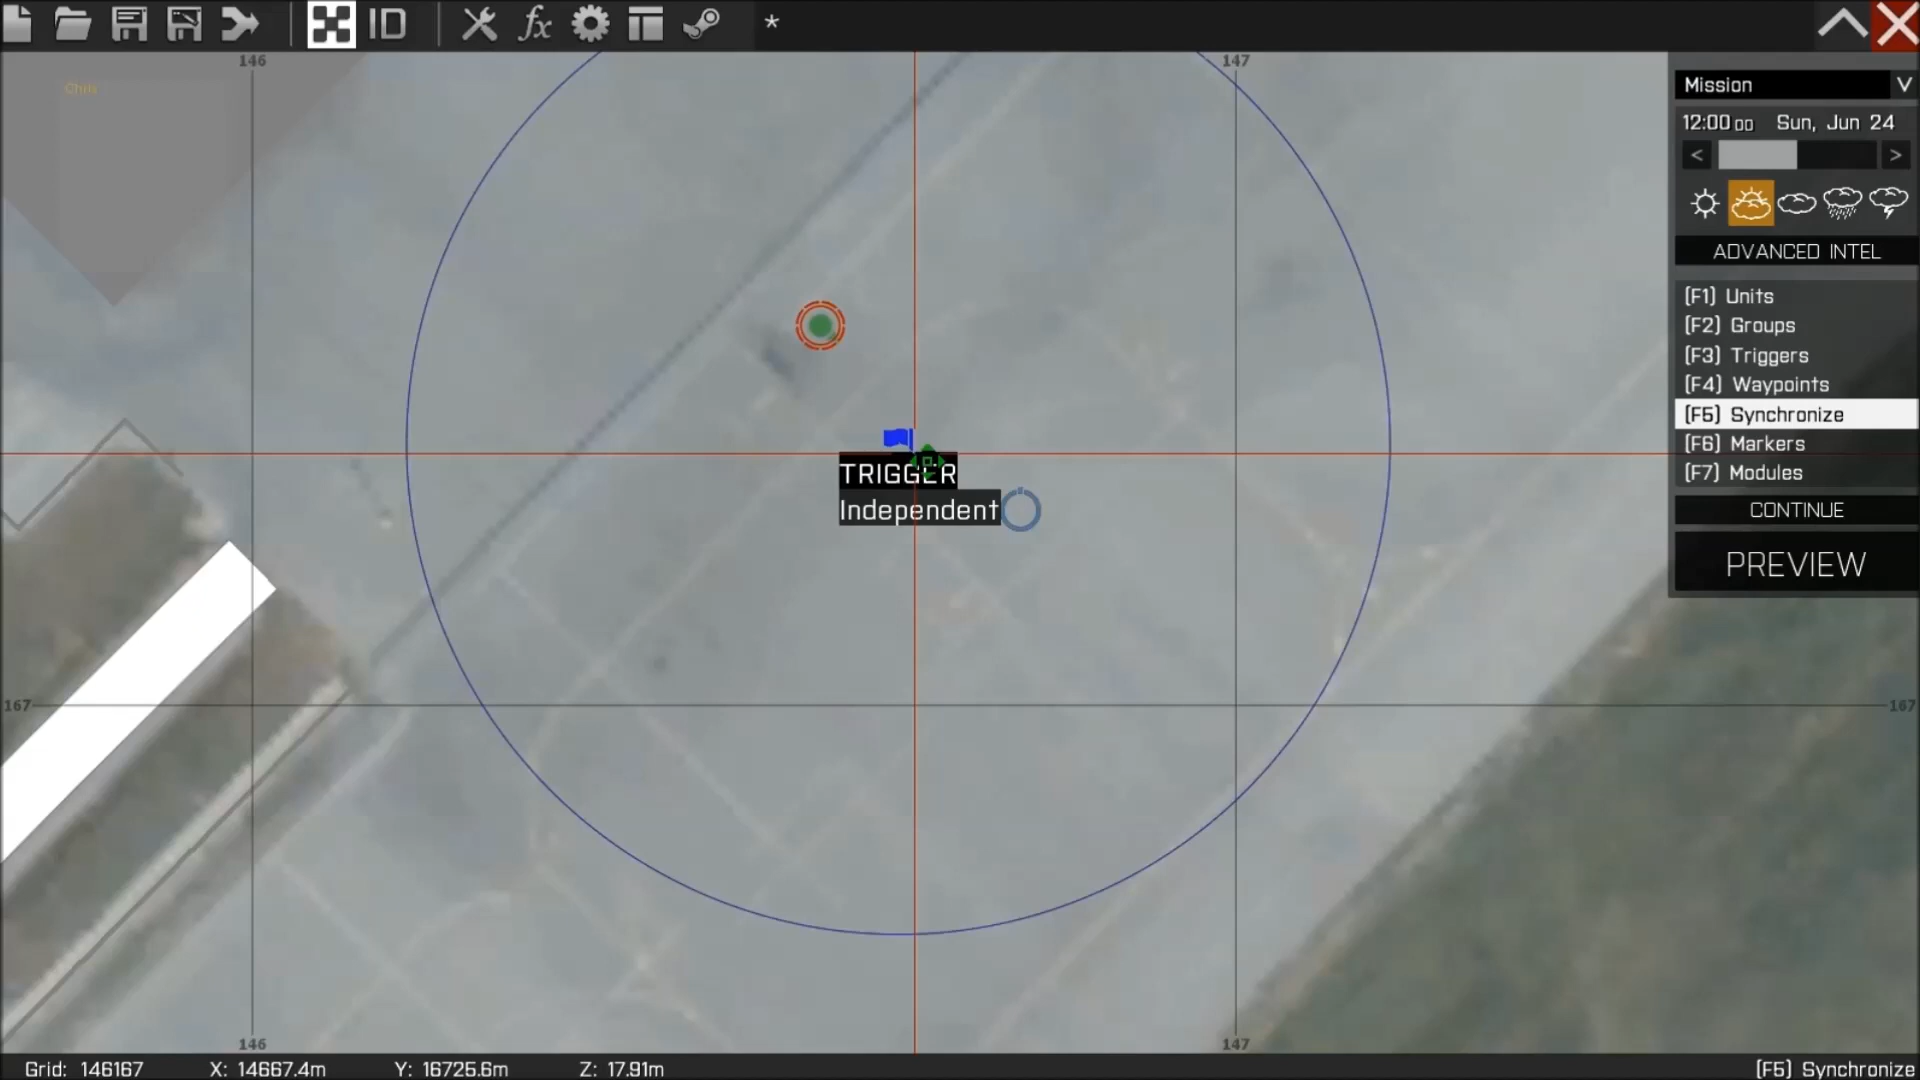 ID
fx
*
146
147
Chris
Mission
V
12:00 00 Sun, Jun 24
<
>
ADVANCED INTEL
(F1) Units
(F2) Groups
(F3) Triggers
(F4) Waypoints
(F5) Synchronize
(F6) Markers
(F7) Modules
CONTINUE
PREVIEW
TRIGGER
Independent
167
167
146
147
Grid: 146167 X: 14667.4m Y: 16725.6m Z: 17.91m
(F5) Synchronize